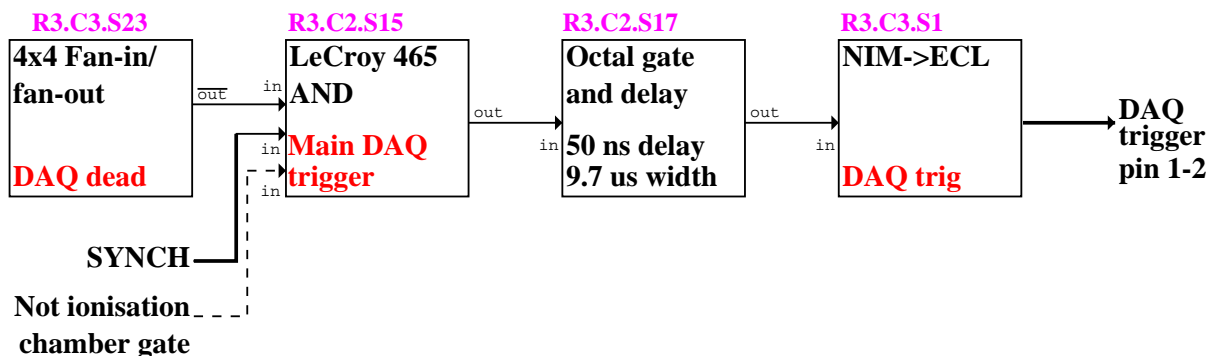 R3.C3.S23
4x4 Fan-in/
fan-out
DAQ dead
out
R3.C2.S15
in
LeCroy 465
AND
in
Main DAQ
trigger
in
out
R3.C2.S17
Octal gate
and delay
in
50 ns delay
9.7 us width
out
R3.C3.S1
NIM->ECL
in
DAQ trig
DAQ
trigger
pin 1-2
SYNCH
Not ionisation
chamber gate